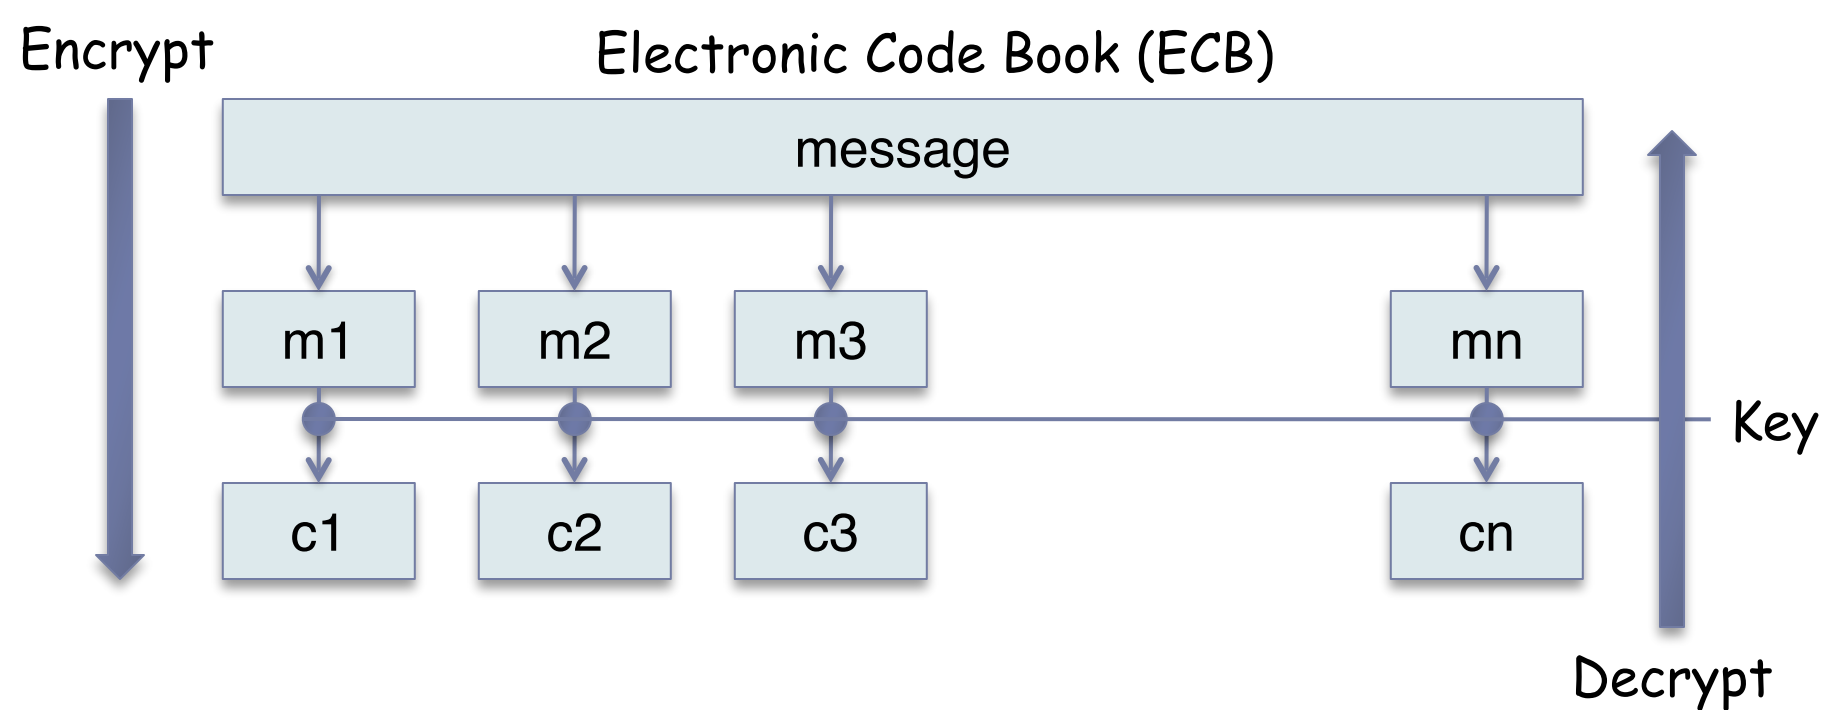 Encrypt
Electronic Code Book (ECB)
message
m1
m2
m3
mn
Key
c1
c2
c3
cn
Decrypt